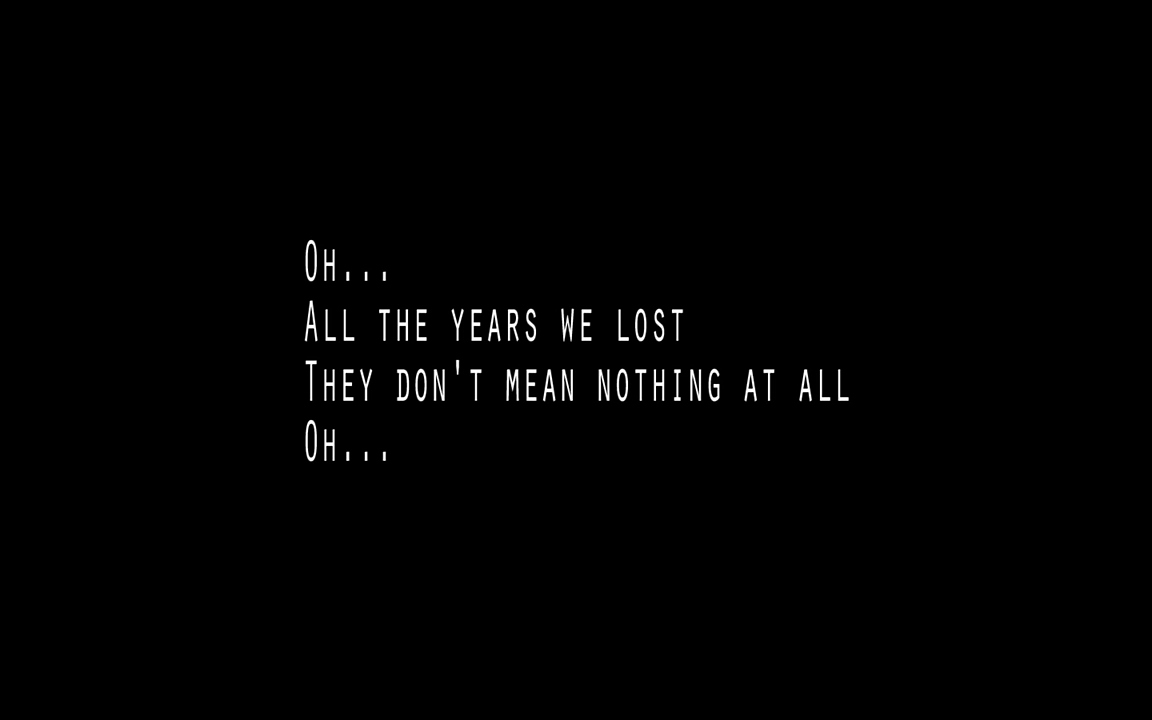 Oh...
All the years we lost
They don't mean nothing at all
Oh...